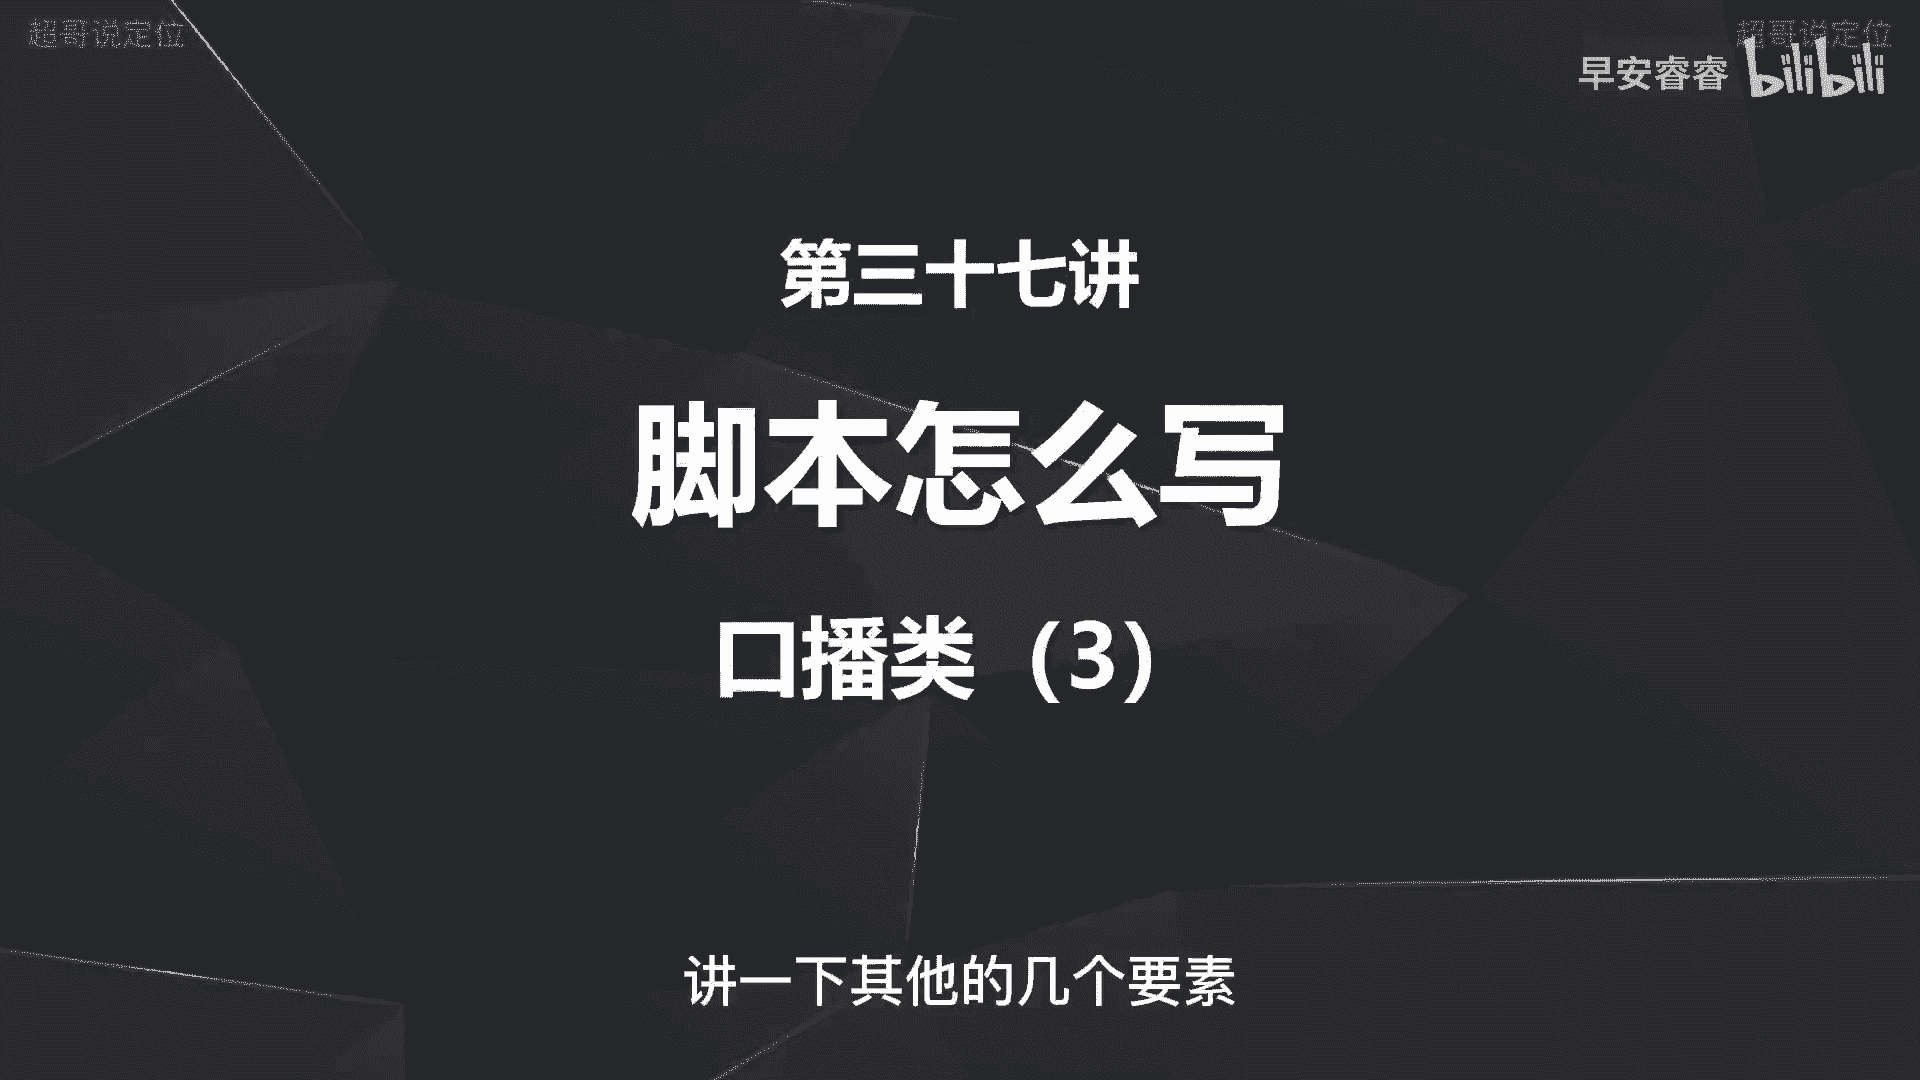 超哥说定位
超哥说定位
早安睿睿 bilibili
第三十七讲
脚本怎么写
口播类（3）
讲一下其他的几个要素